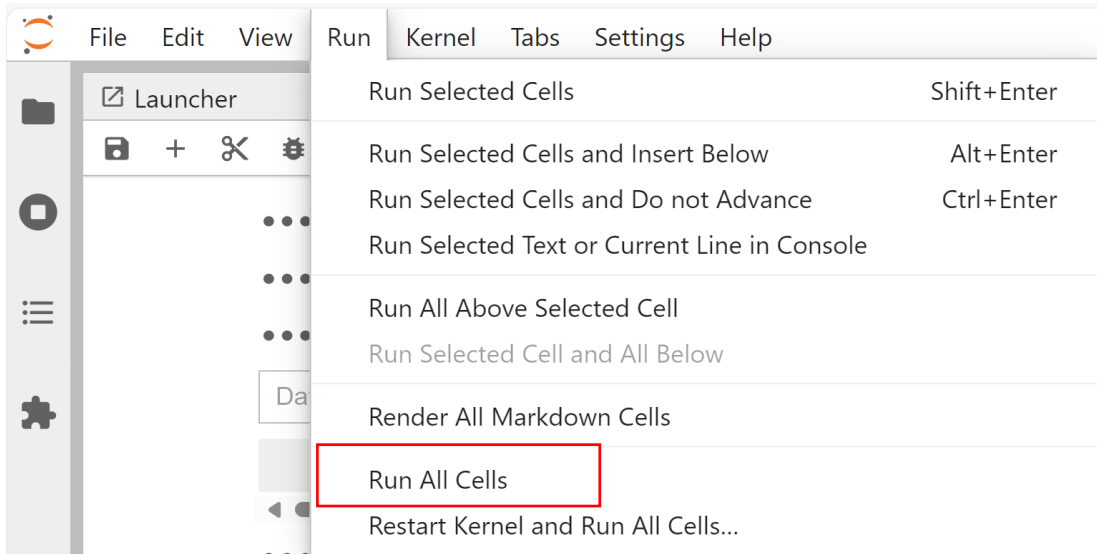 File Edit View Run Kernel Tabs Settings Help
Launcher
Run Selected Cells Shift+Enter
Run Selected Cells and Insert Below Alt+Enter
Run Selected Cells and Do not Advance Ctrl+Enter
Run Selected Text or Current Line in Console
Run All Above Selected Cell
Run Selected Cell and All Below
Da
Render All Markdown Cells
Run All Cells
Restart Kernel and Run All Cells...